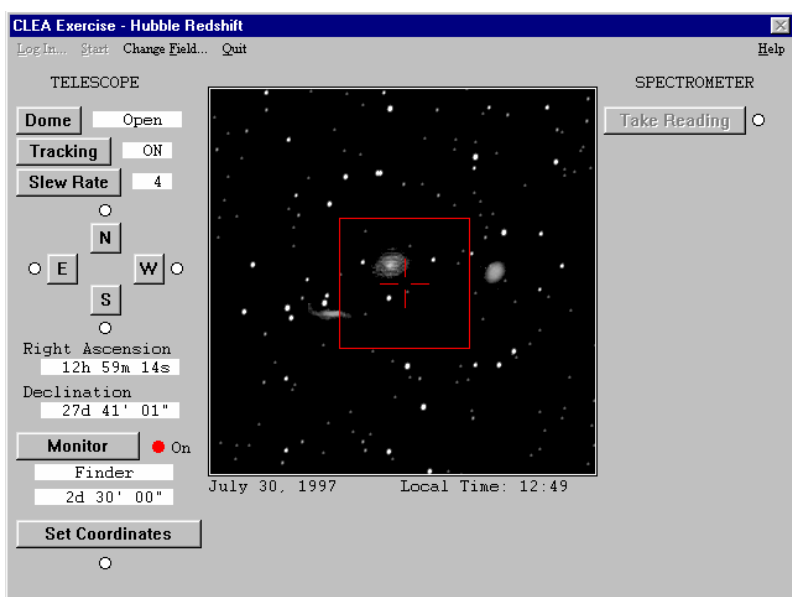 CLEA Exercise - Hubble Redshift
Log In... Start Change Field... Quit Help
TELESCOPE
SPECTROMETER
Dome Open
Take Reading
Tracking ON
Slew Rate 4
N
E W
S
Right Ascension
12h 59m 14s
Declination
27d 41' 01"
Monitor On
Finder
2d 30' 00"
July 30, 1997 Local Time: 12:49
Set Coordinates